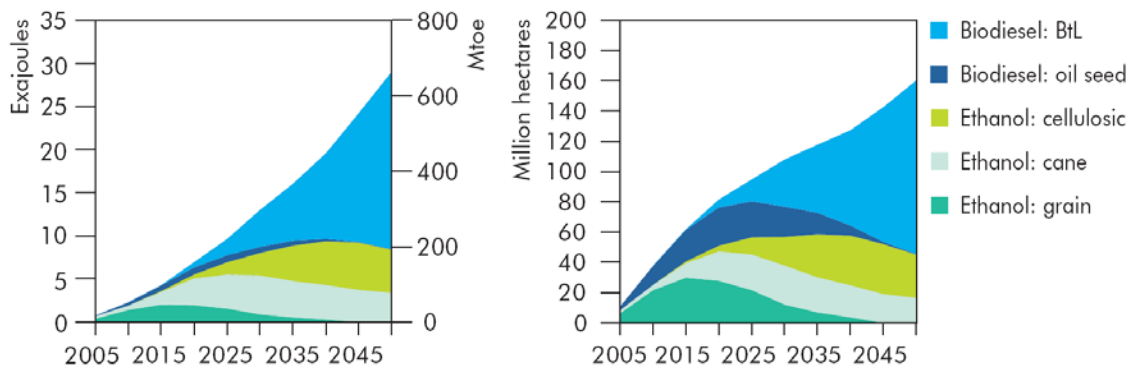 Exajoules
35
30
25
20
15
10
5
0
800
600
400
200
0
Mtoe
2005 2015 2025 2035 2045
Million hectares
200
180
160
140
120
100
80
60
40
20
0
2005 2015 2025 2035 2045
Biodiesel: BtL
Biodiesel: oil seed
Ethanol: cellulosic
Ethanol: cane
Ethanol: grain